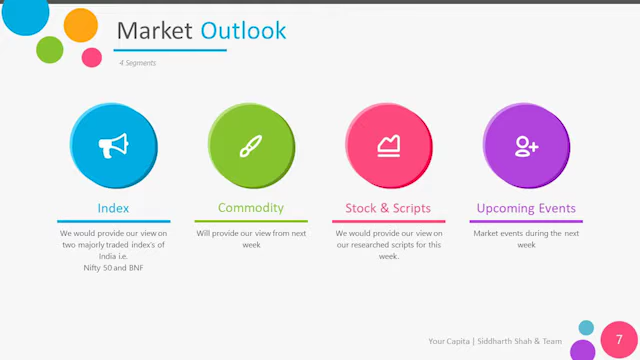 Market Outlook
4 Segments
Index
We would provide our view on
two majorly traded index's of
India i.e.
Nifty 50 and BNF
Commodity
Will provide our view from next
week
Stock & Scripts
We would provide our view on
our researched scripts for this
week.
Upcoming Events
Market events during the next
week
Your Capita | Siddharth Shah & Team
7